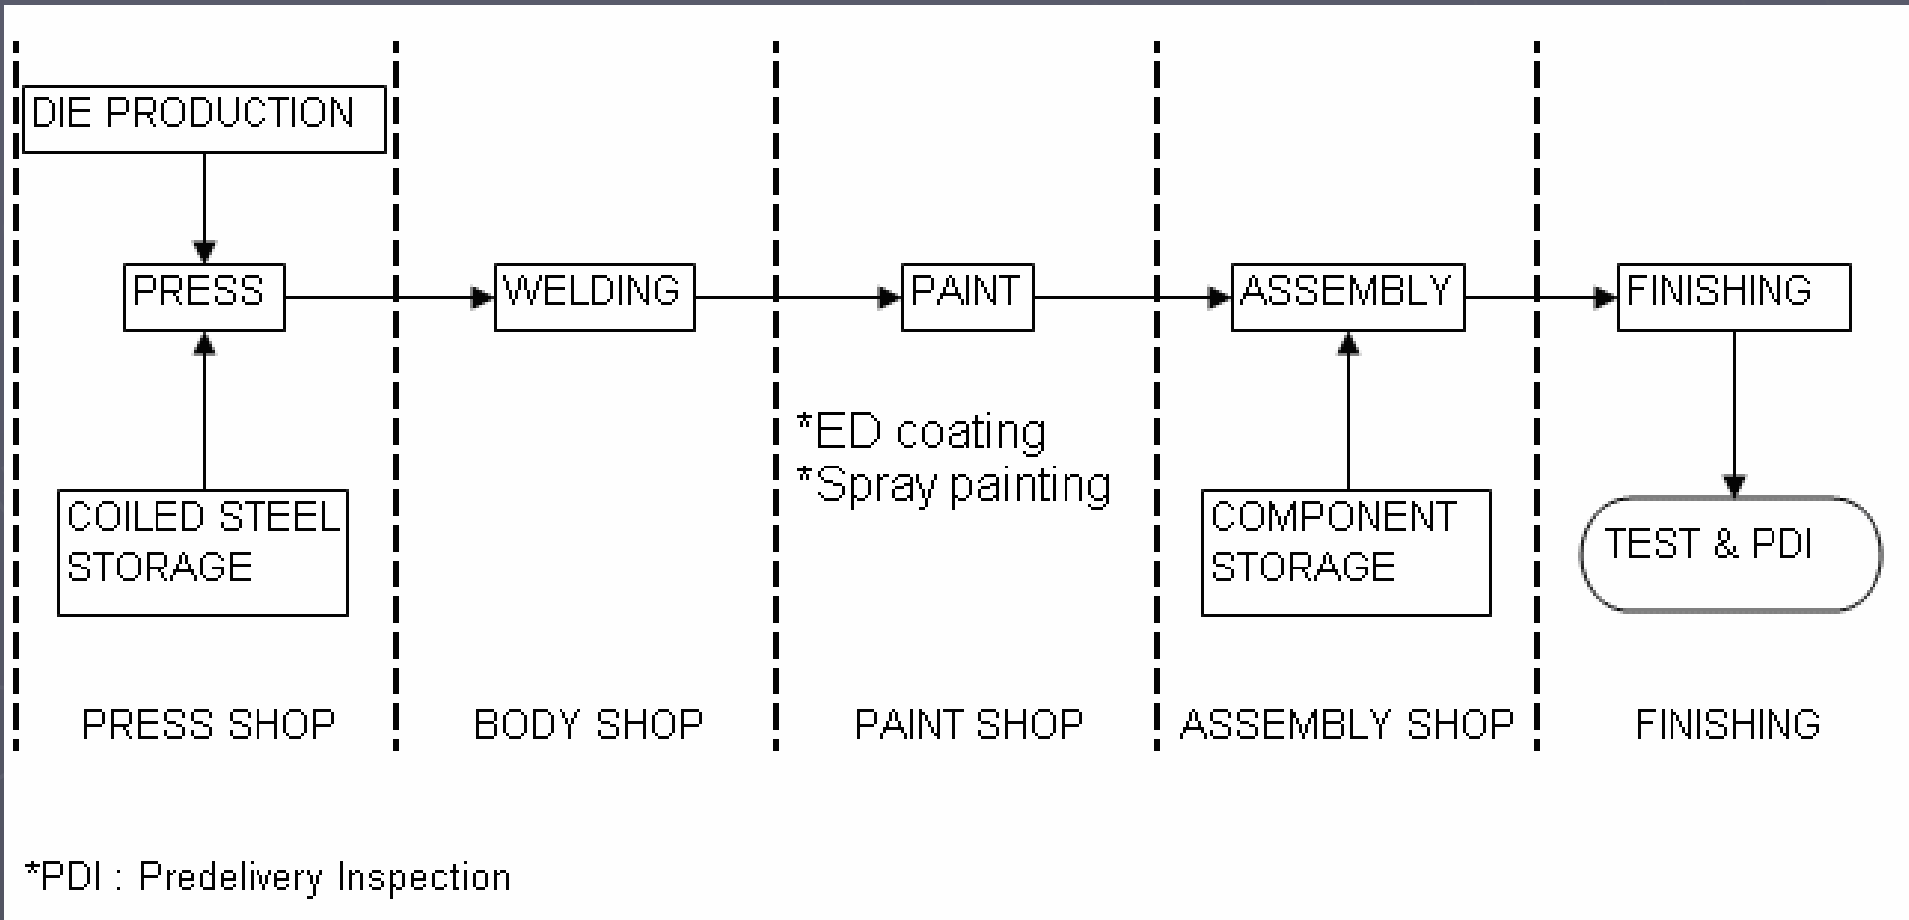 DIE PRODUCTION
PRESS
WELDING
PAINT
ASSEMBLY
FINISHING
*ED coating
*Spray painting
COILED STEEL
STORAGE
COMPONENT
STORAGE
TEST & PDI
PRESS SHOP
BODY SHOP
PAINT SHOP
ASSEMBLY SHOP
FINISHING
*PDI : Predelivery Inspection